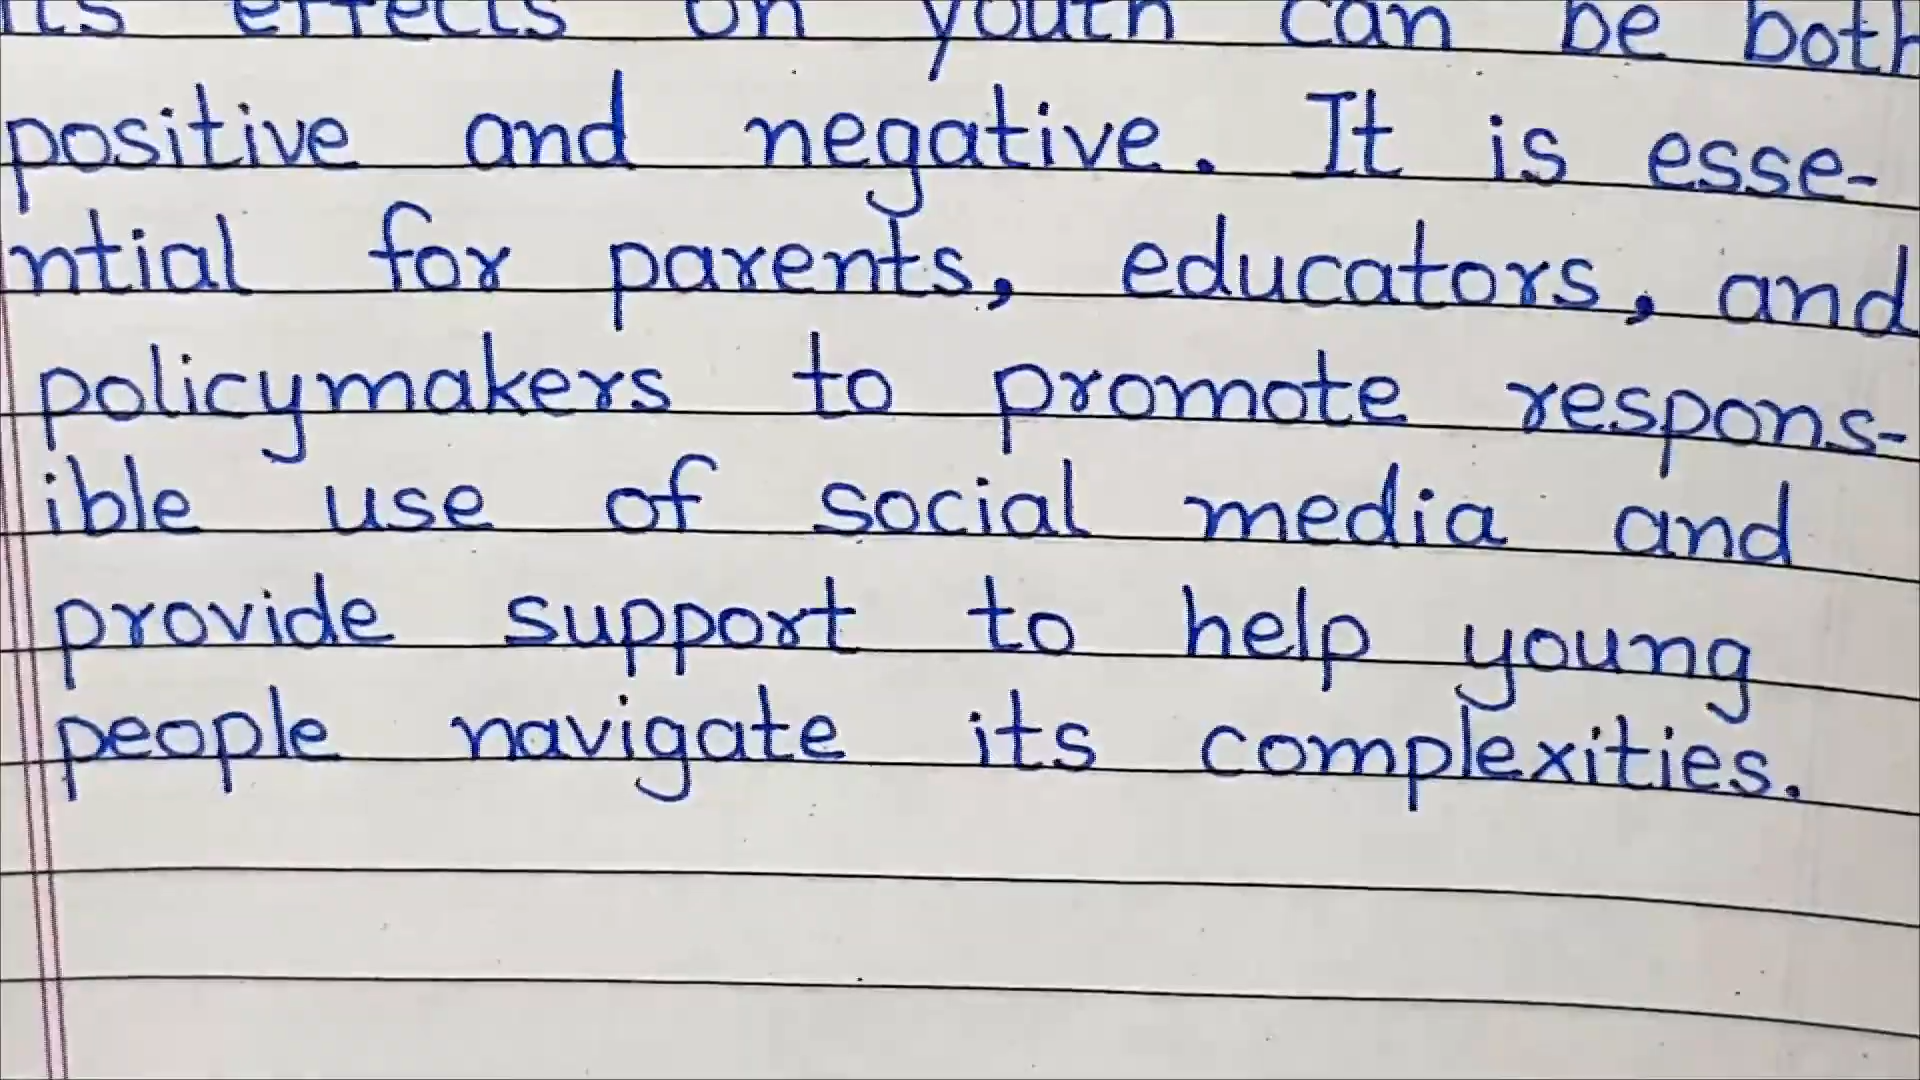 its effects on youth can be both
positive and negative. It is esse-
ntial for parents, educators, and
policymakers to promote respons-
ible use of social media and
provide support to help young
people navigate its complexities.